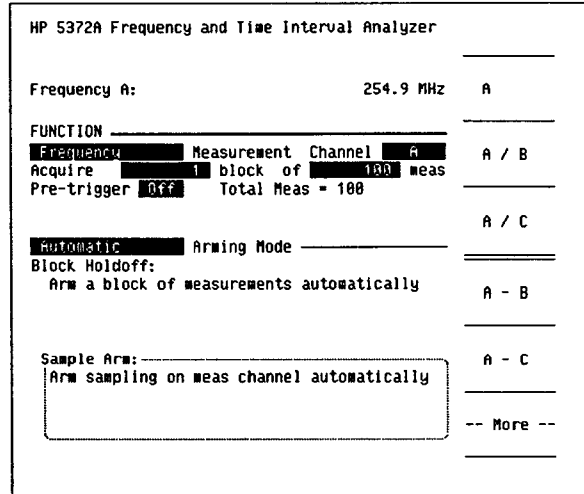 HP 5372A Frequency and Time Interval Analyzer
Frequency A: 254.9 MHz
FUNCTION
Frequency Measurement Channel A
Acquire 1 block of 100 meas
Pre-trigger Off Total Meas = 100
Automatic Arming Mode
Block Holdoff:
Arm a block of measurements automatically
Sample Arm:
Arm sampling on meas channel automatically
A
A / B
A / C
A - B
A - C
-- More --